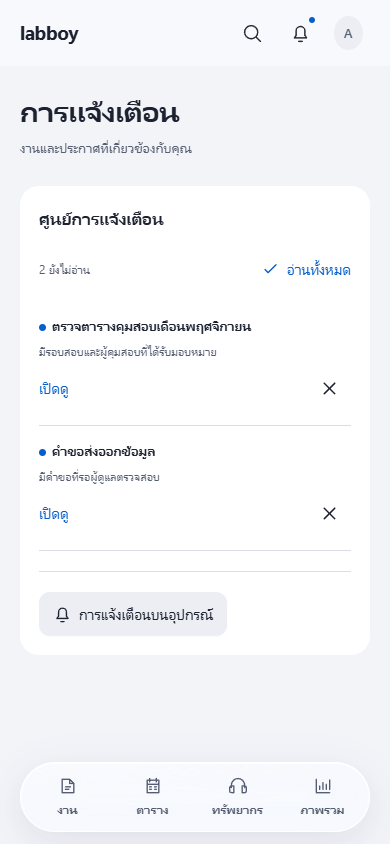 labboy
A
การแจ้งเตือน
งานและประกาศที่เกี่ยวข้องกับคุณ
ศูนย์การแจ้งเตือน
2 ยังไม่อ่าน
อ่านทั้งหมด
ตรวจตารางคุมสอบเดือนพฤศจิกายน
มีรอบสอบและผู้คุมสอบที่ได้รับมอบหมาย
เปิดดู
คำขอส่งออกข้อมูล
มีคำขอที่รอผู้ดูแลตรวจสอบ
เปิดดู
การแจ้งเตือนบนอุปกรณ์
งาน
ตาราง
ทรัพยากร
ภาพรวม